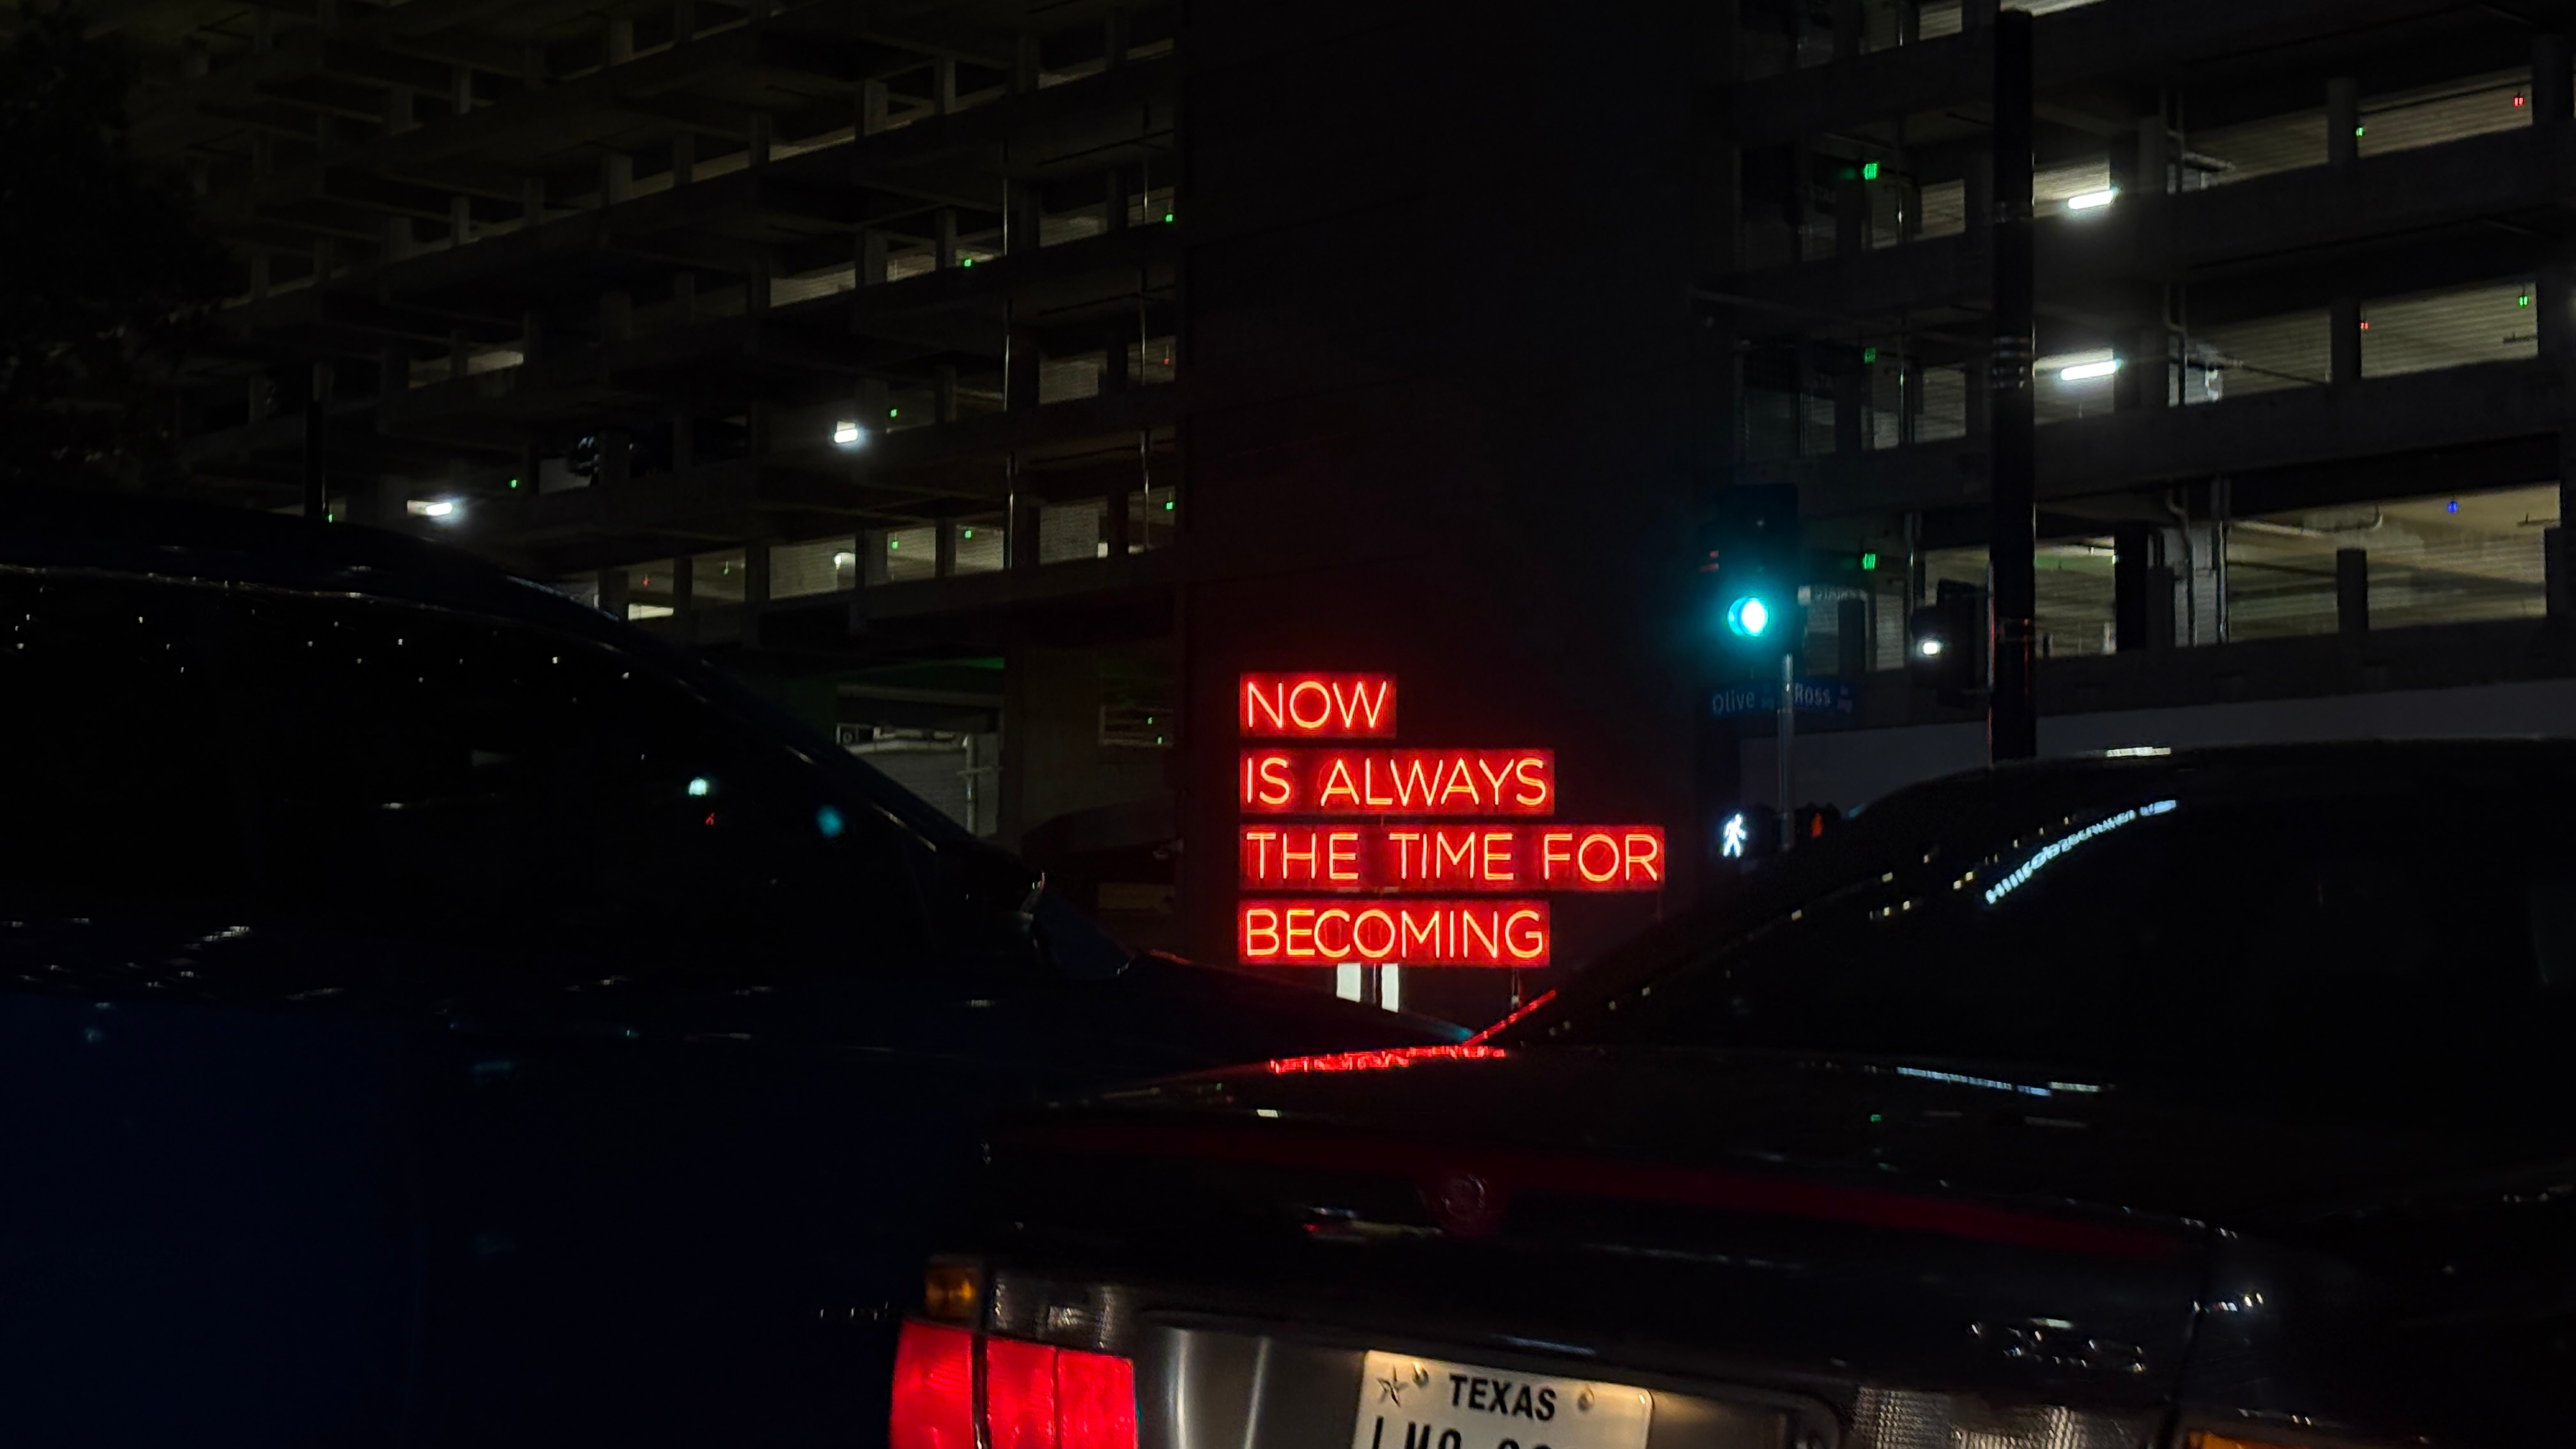 NOW
IS ALWAYS
THE TIME FOR
BECOMING
Olive
Ross
TEXAS